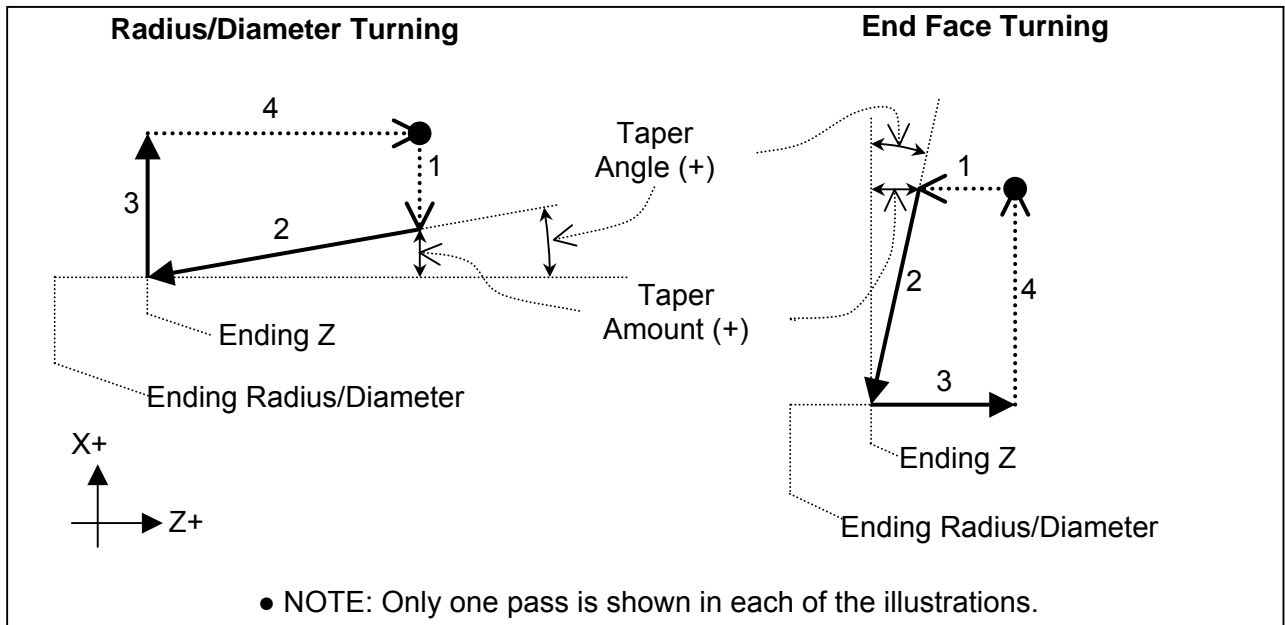 Radius/Diameter Turning
4
1
3
2
Ending Z
Ending Radius/Diameter
X+
Z+
Taper
Angle (+)
Taper
Amount (+)
End Face Turning
1
2
4
3
Ending Z
Ending Radius/Diameter
● NOTE: Only one pass is shown in each of the illustrations.